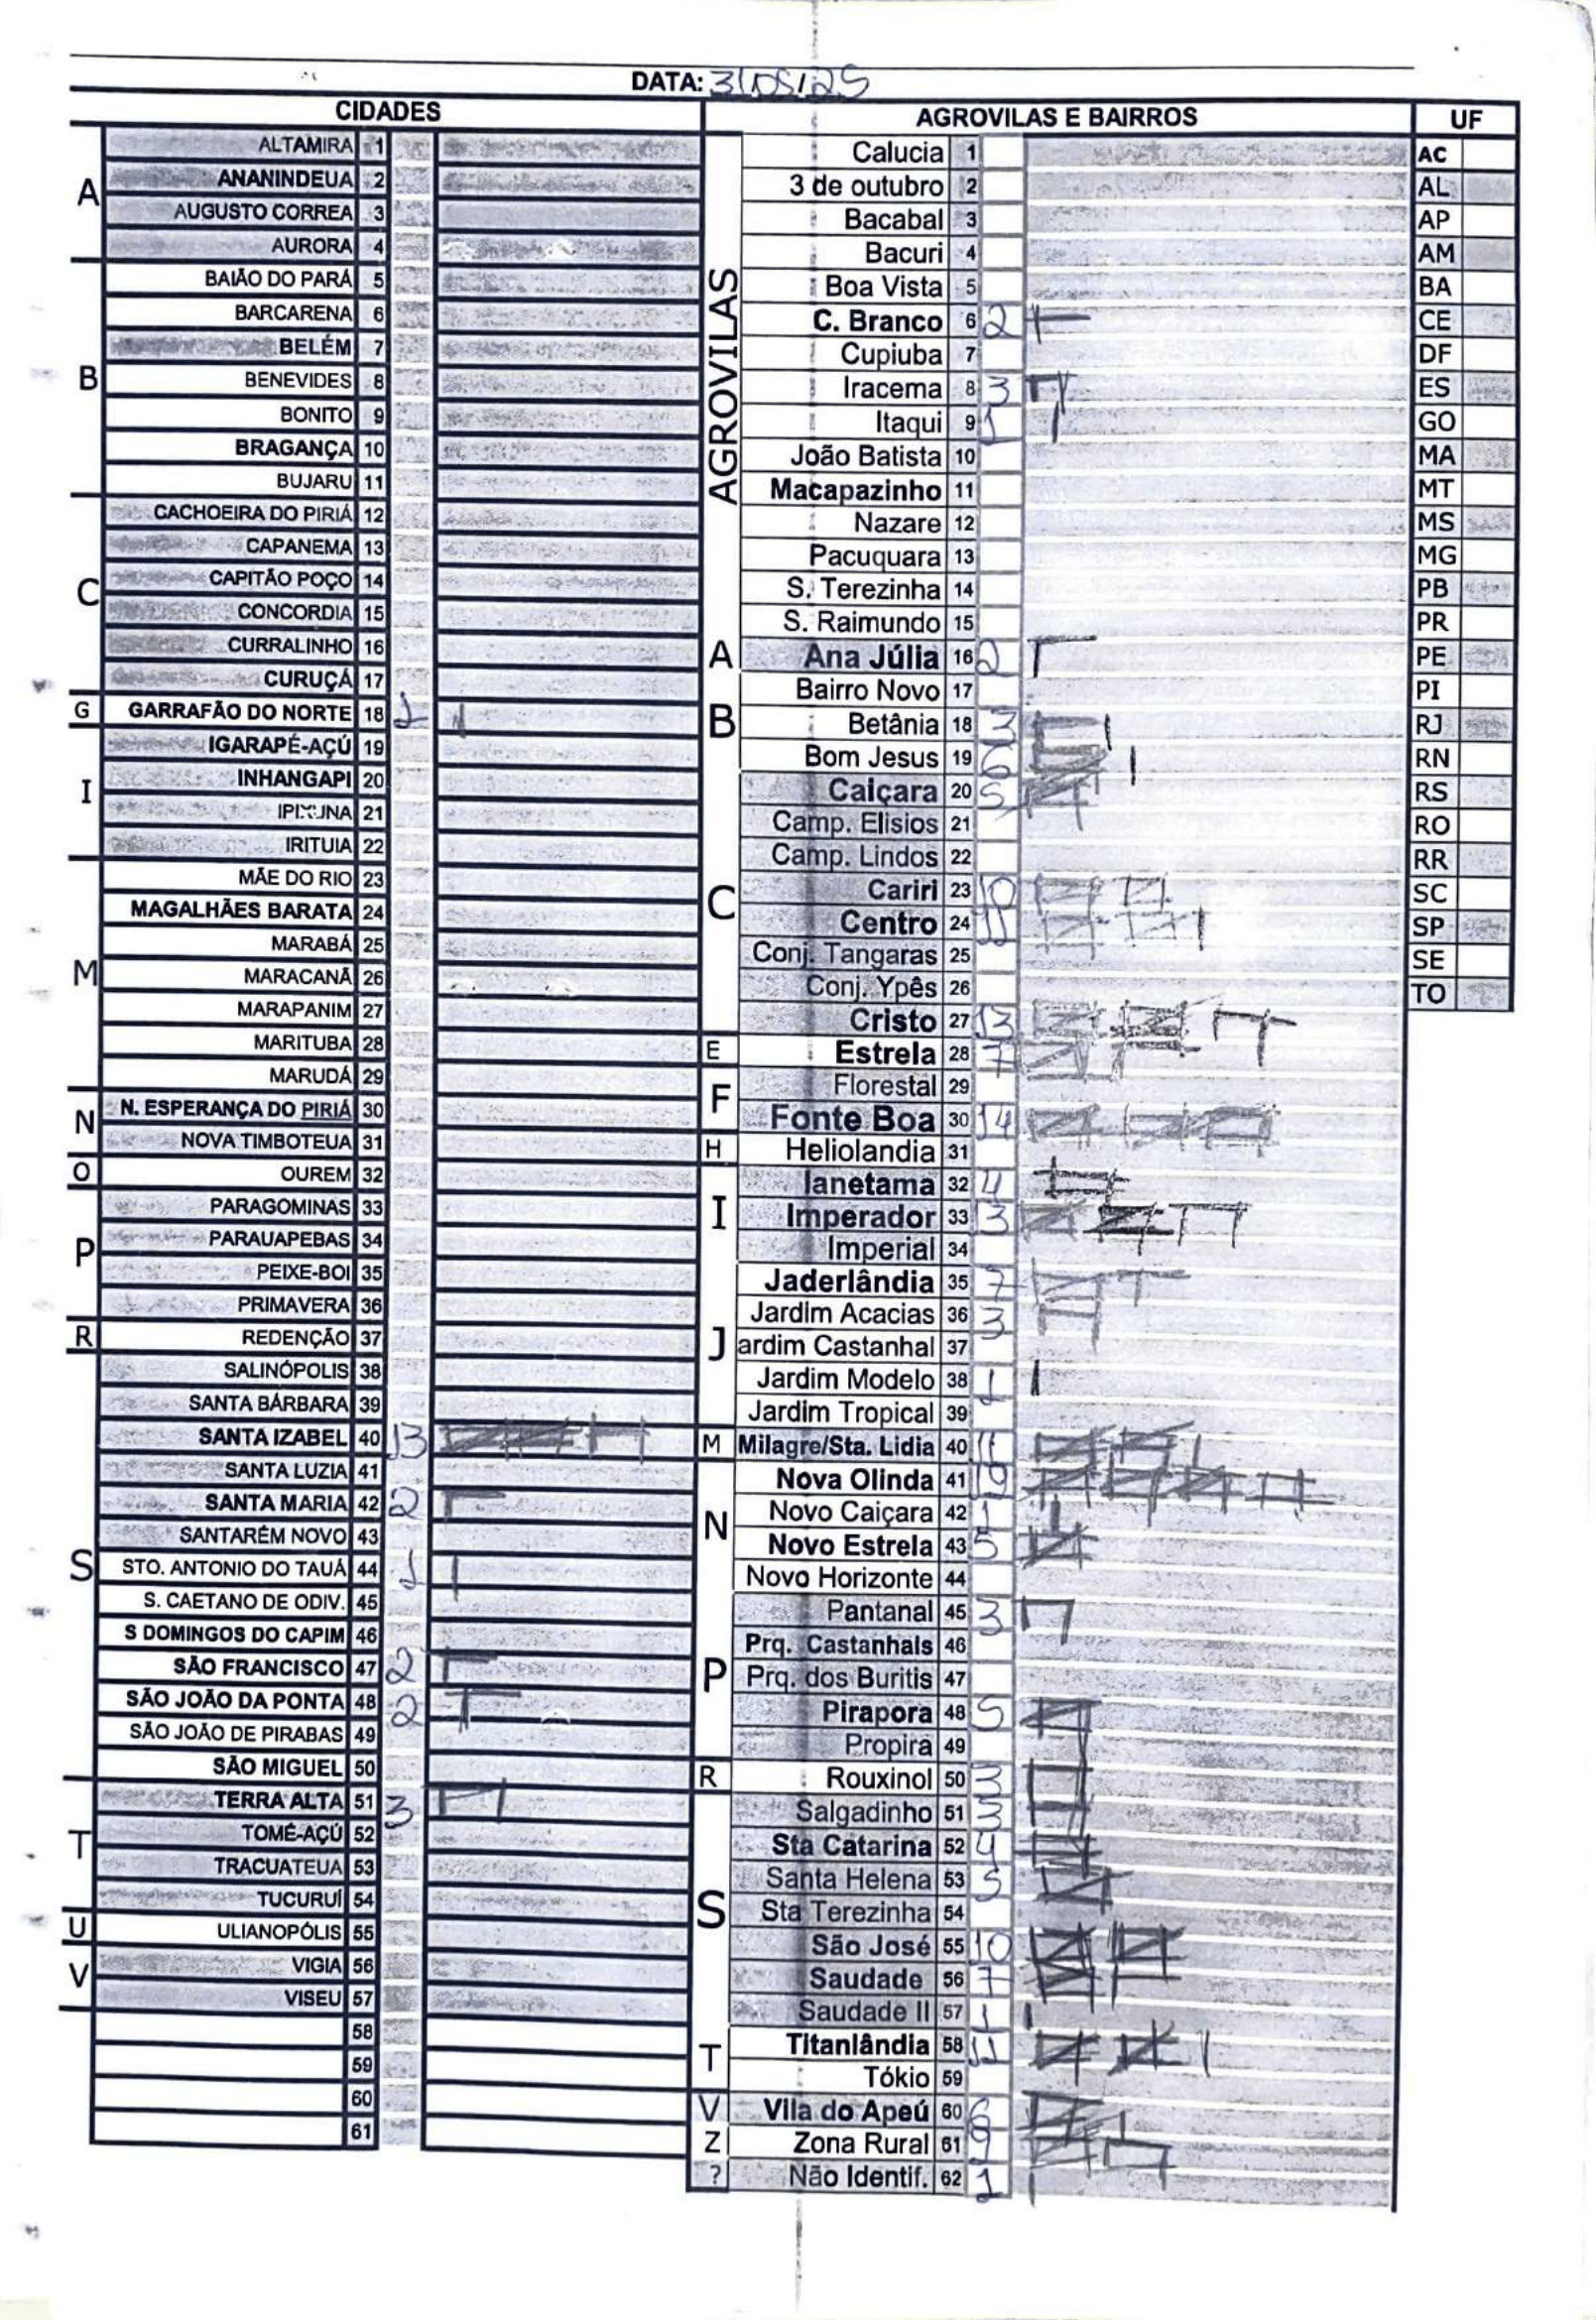 DATA: 31/05/25
CIDADES
A
ALTAMIRA 1
ANANINDEUA 2
AUGUSTO CORREA 3
AURORA 4
B
BAIÃO DO PARÁ 5
BARCARENA 6
BELÉM 7
BENEVIDES 8
BONITO 9
BRAGANÇA 10
BUJARU 11
C
CACHOEIRA DO PIRIÁ 12
CAPANEMA 13
CAPITÃO POÇO 14
CONCORDIA 15
CURRALINHO 16
CURUÇÁ 17
G
GARRAFÃO DO NORTE 18 1
I
IGARAPÉ-AÇÚ 19
INHANGAPI 20
IPIXUNA 21
IRITUIA 22
M
MÃE DO RIO 23
MAGALHÃES BARATA 24
MARABÁ 25
MARACANÃ 26
MARAPANIM 27
MARITUBA 28
MARUDÁ 29
N
N. ESPERANÇA DO PIRIÁ 30
NOVA TIMBOTEUA 31
O
OUREM 32
P
PARAGOMINAS 33
PARAUAPEBAS 34
PEIXE-BOI 35
PRIMAVERA 36
R
REDENÇÃO 37
S
SALINÓPOLIS 38
SANTA BÁRBARA 39
SANTA IZABEL 40 13
SANTA LUZIA 41
SANTA MARIA 42 2
SANTARÉM NOVO 43
STO. ANTONIO DO TAUÁ 44 1
S. CAETANO DE ODIV. 45
S DOMINGOS DO CAPIM 46
SÃO FRANCISCO 47 2
SÃO JOÃO DA PONTA 48 2
SÃO JOÃO DE PIRABAS 49
SÃO MIGUEL 50
T
TERRA ALTA 51 3
TOMÉ-AÇÚ 52
TRACUATEUA 53
TUCURUÍ 54
U
ULIANOPÓLIS 55
V
VIGIA 56
VISEU 57
58
59
60
61
AGROVILAS E BAIRROS
AGROVILAS
Calucia 1
3 de outubro 2
Bacabal 3
Bacuri 4
Boa Vista 5
C. Branco 6 2
Cupiuba 7
Iracema 8 3
Itaqui 9 1
João Batista 10
Macapazinho 11
Nazare 12
Pacuquara 13
S. Terezinha 14
S. Raimundo 15
A
Ana Júlia 16 2
B
Bairro Novo 17
Betânia 18 3
Bom Jesus 19 6
C
Caiçara 20 5
Camp. Elisios 21
Camp. Lindos 22
Cariri 23 10
Centro 24 11
Conj. Tangaras 25
Conj. Ypês 26
Cristo 27 13
E
Estrela 28 7
F
Florestal 29
Fonte Boa 30 14
H
Heliolandia 31
I
Ianetama 32 4
Imperador 33 13
Imperial 34
J
Jaderlândia 35 7
Jardim Acacias 36 3
ardim Castanhal 37
Jardim Modelo 38 1
Jardim Tropical 39
M
Milagre/Sta. Lidia 40 11
N
Nova Olinda 41 19
Novo Caiçara 42 1
Novo Estrela 43 5
Novo Horizonte 44
P
Pantanal 45 3
Prq. Castanhais 46
Prq. dos Buritis 47
Pirapora 48 5
Propira 49
R
Rouxinol 50 3
S
Salgadinho 51 3
Sta Catarina 52 4
Santa Helena 53 5
Sta Terezinha 54
São José 55 10
Saudade 56 7
Saudade II 57 1
T
Titanlândia 58 11
Tókio 59
V
Vila do Apeú 60 6
Z
Zona Rural 61 9
?
Não Identif. 62 1
UF
AC
AL
AP
AM
BA
CE
DF
ES
GO
MA
MT
MS
MG
PB
PR
PE
PI
RJ
RN
RS
RO
RR
SC
SP
SE
TO